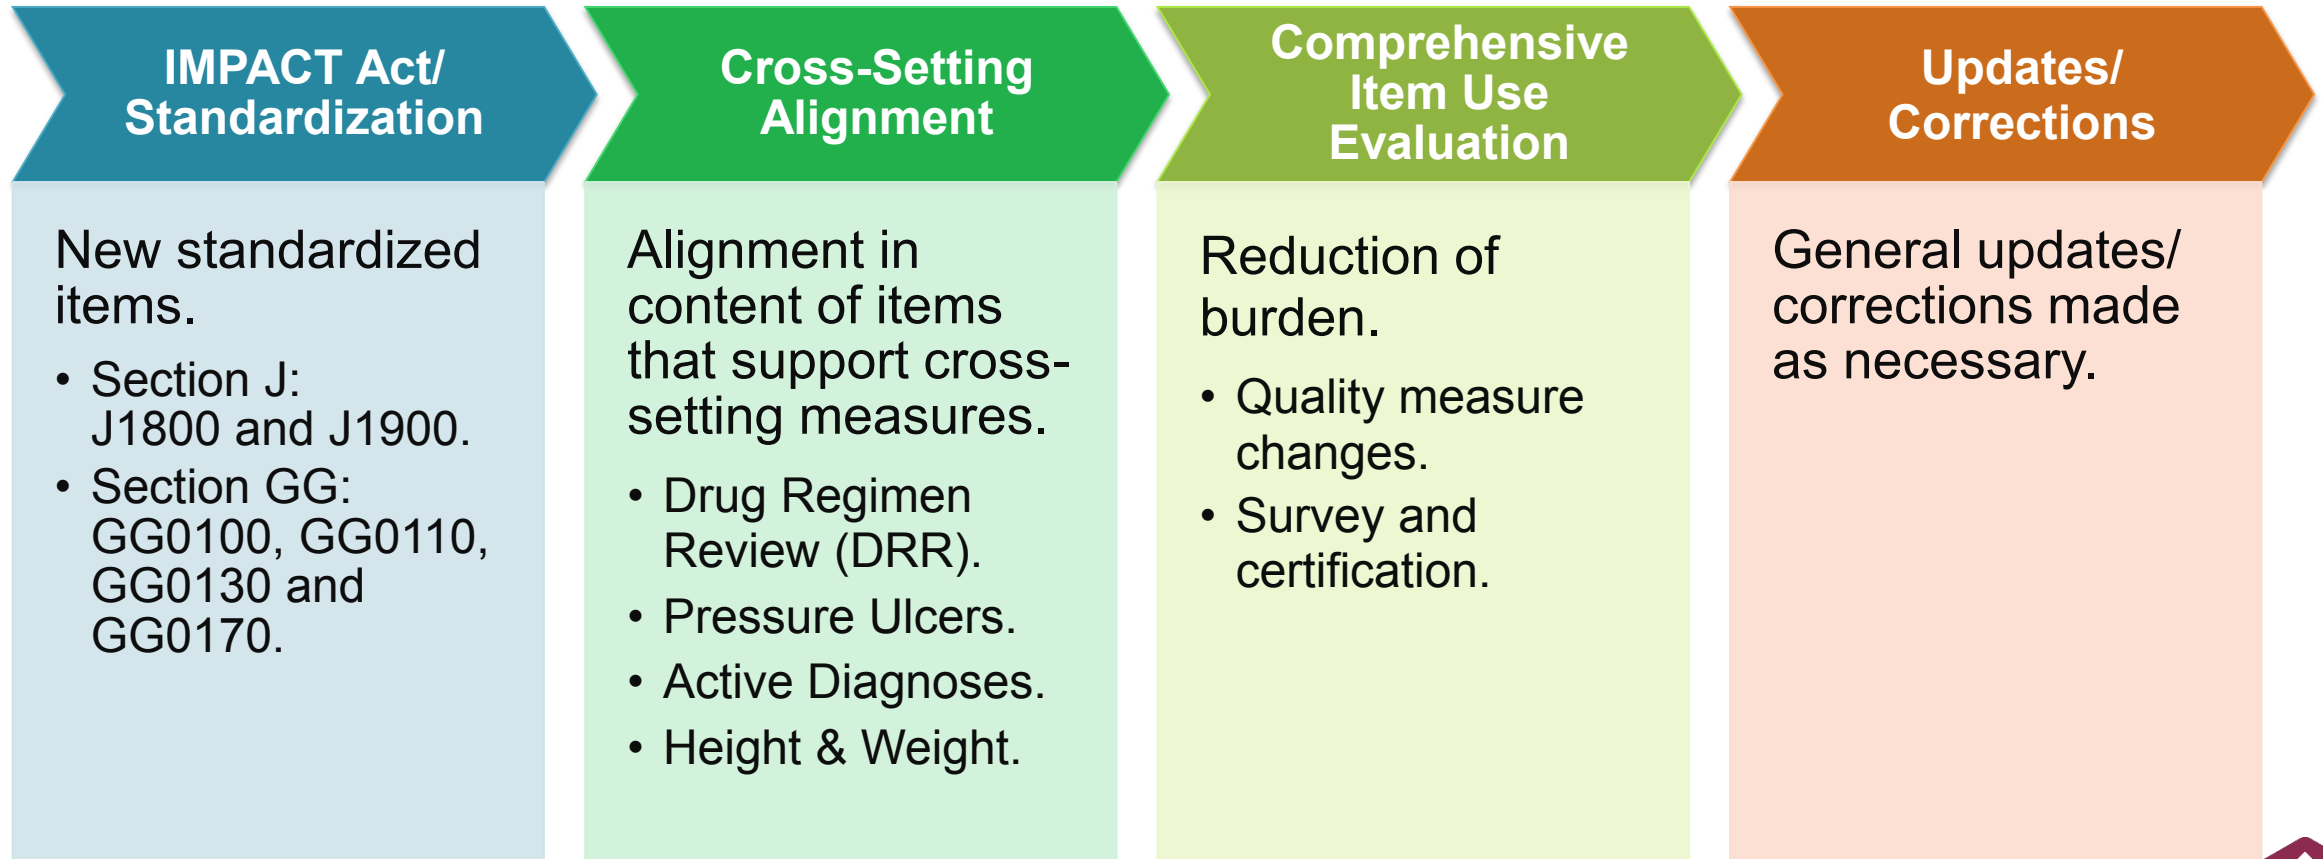 IMPACT Act/
Standardization
New standardized
items.
• Section J:
J1800 and J1900.
• Section GG:
GG0100, GG0110,
GG0130 and
GG0170.
Cross-Setting
Alignment
Alignment in
content of items
that support cross-
setting measures.
• Drug Regimen
Review (DRR).
• Pressure Ulcers.
• Active Diagnoses.
• Height & Weight.
Comprehensive
Item Use
Evaluation
Reduction of
burden.
• Quality measure
changes.
• Survey and
certification.
Updates/
Corrections
General updates/
corrections made
as necessary.